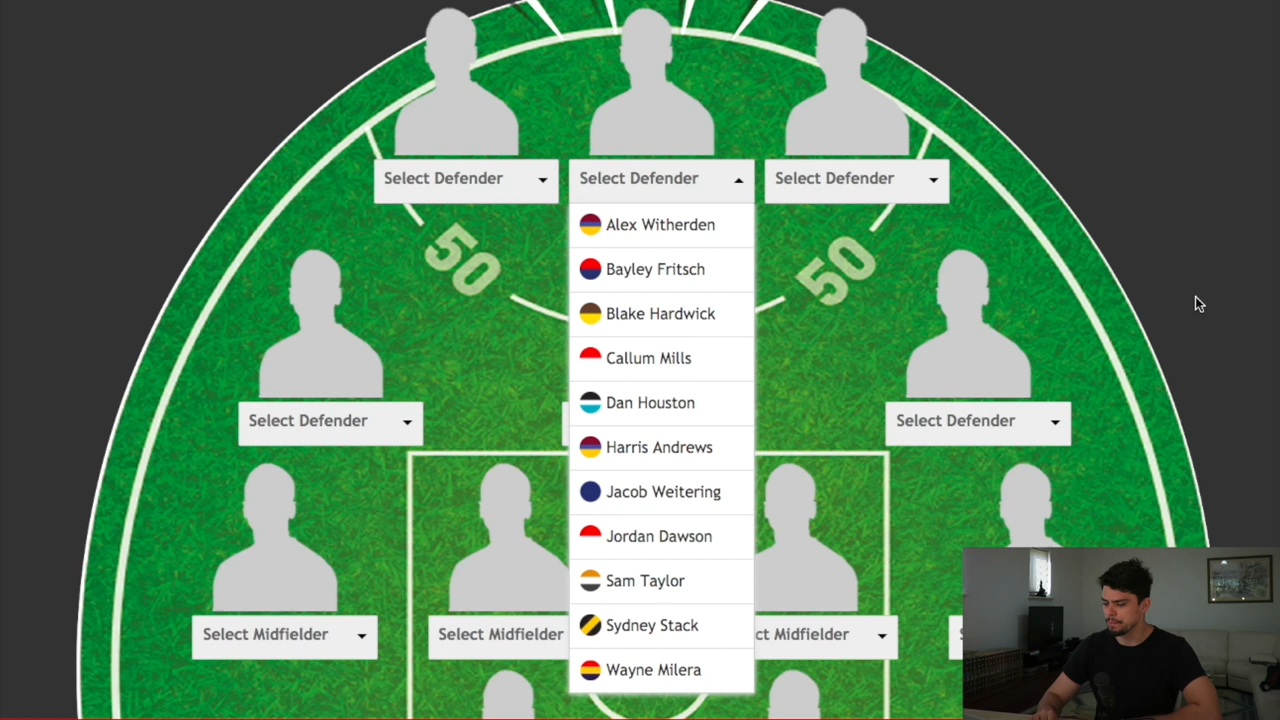 Select Defender
Select Defender
Select Defender
Alex Witherden
Bayley Fritsch
Blake Hardwick
Callum Mills
Dan Houston
Harris Andrews
Jacob Weitering
Jordan Dawson
Sam Taylor
Sydney Stack
Wayne Milera
50
50
Select Defender
Select Defender
Select Midfielder
Select Midfielder
ct Midfielder